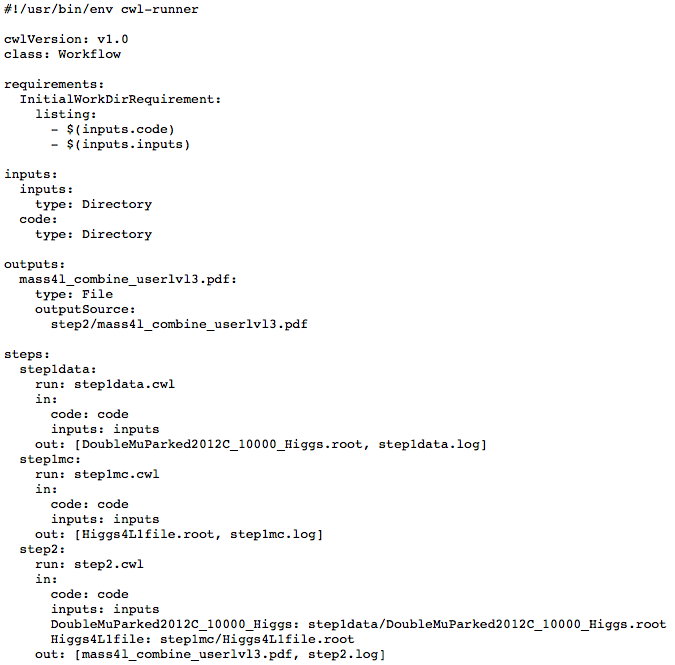 #!/usr/bin/env cwl-runner

cwlVersion: v1.0
class: Workflow

requirements:
  InitialWorkDirRequirement:
    listing:
      - $(inputs.code)
      - $(inputs.inputs)

inputs:
  inputs:
    type: Directory
  code:
    type: Directory

outputs:
  mass4l_combine_userlvl3.pdf:
    type: File
    outputSource:
      step2/mass4l_combine_userlvl3.pdf

steps:
  step1data:
    run: step1data.cwl
    in:
      code: code
      inputs: inputs
    out: [DoubleMuParked2012C_10000_Higgs.root, step1data.log]
  step1mc:
    run: step1mc.cwl
    in:
      code: code
      inputs: inputs
    out: [Higgs4L1file.root, step1mc.log]
  step2:
    run: step2.cwl
    in:
      code: code
      inputs: inputs
      DoubleMuParked2012C_10000_Higgs: step1data/DoubleMuParked2012C_10000_Higgs.root
      Higgs4L1file: step1mc/Higgs4L1file.root
    out: [mass4l_combine_userlvl3.pdf, step2.log]